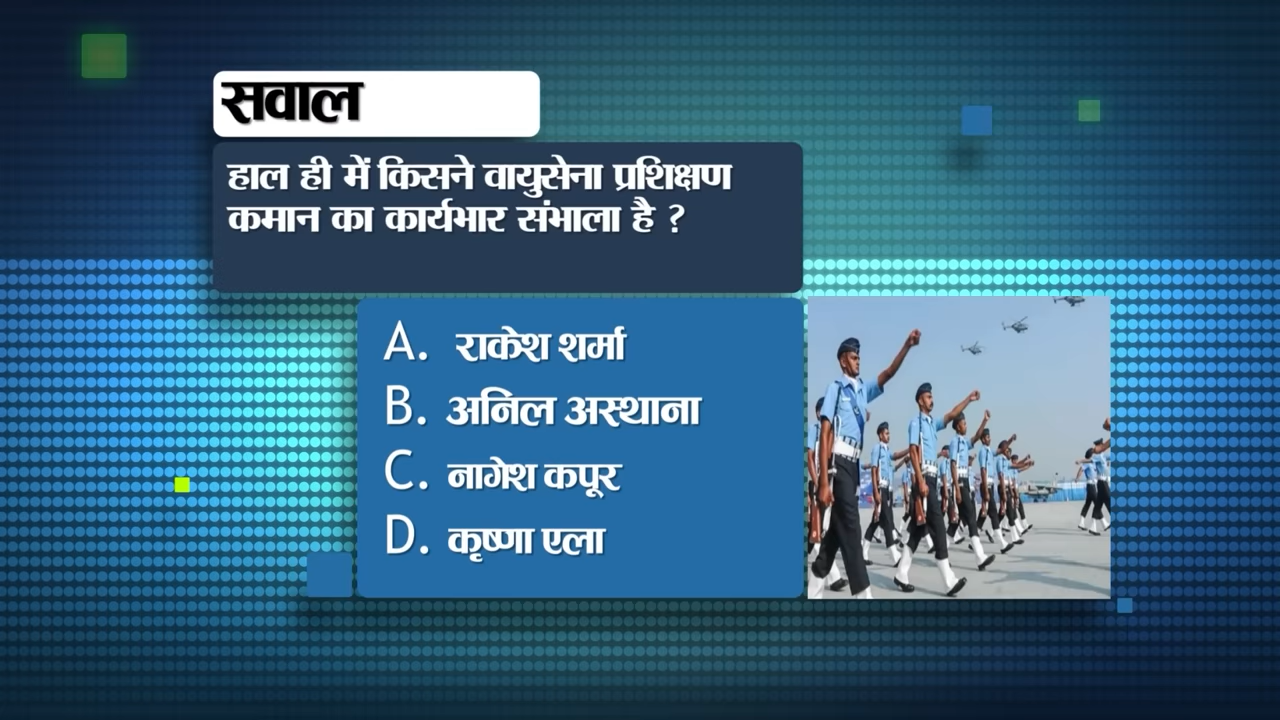 सवाल
हाल ही में किसने वायुसेना प्रशिक्षण
कमान का कार्यभार संभाला है ?
A. राकेश शर्मा
B. अनिल अस्थाना
C. नागेश कपूर
D. कृष्णा एला